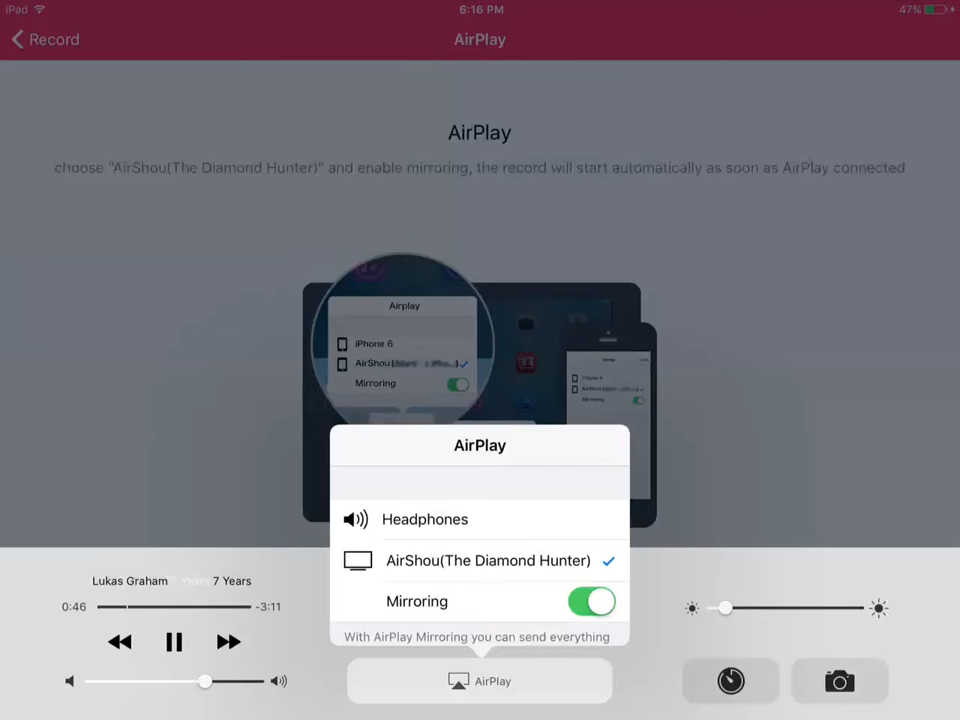 iPad
6:16 PM
47%
Record
AirPlay
AirPlay
choose "AirShou(The Diamond Hunter)" and enable mirroring, the record will start automatically as soon as AirPlay connected
Airplay
iPhone 6
AirShou
Mirroring
AirPlay
Headphones
AirShou(The Diamond Hunter)
Mirroring
With AirPlay Mirroring you can send everything
Lukas Graham 7 Years 7 Years
0:46
-3:11
AirPlay